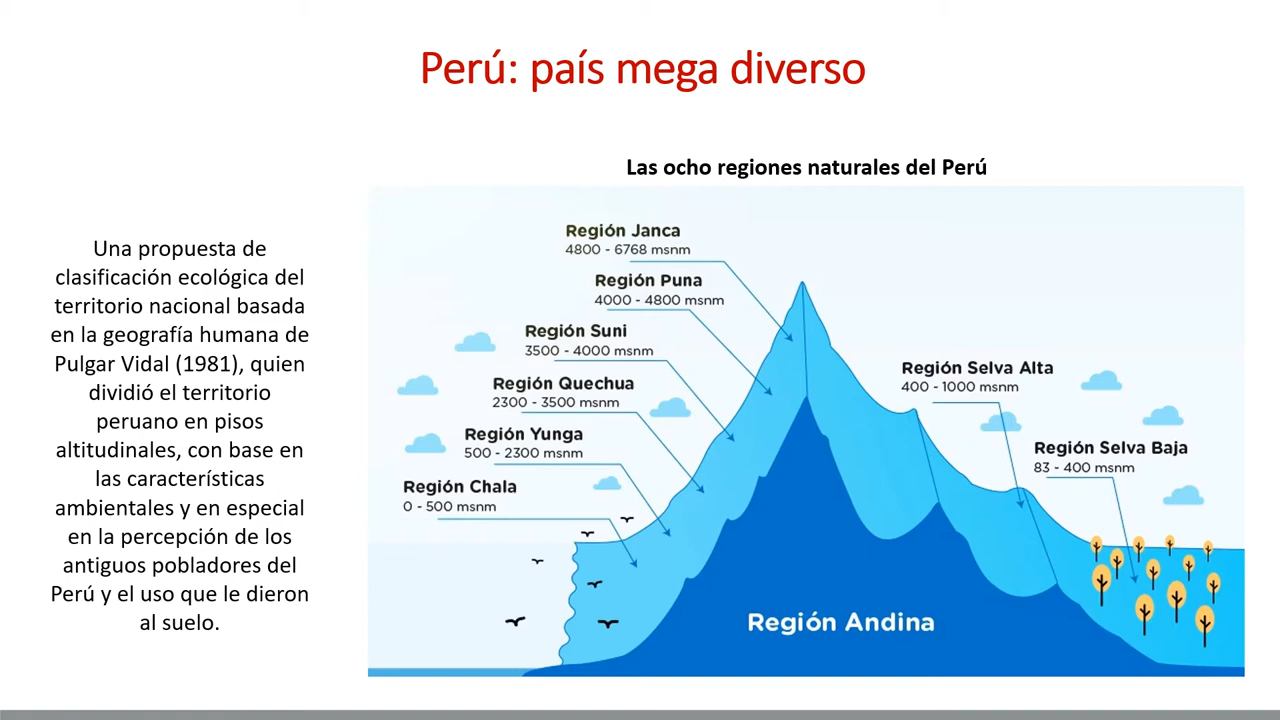 Perú: país mega diverso
Las ocho regiones naturales del Perú
Una propuesta de
clasificación ecológica del
territorio nacional basada
en la geografía humana de
Pulgar Vidal (1981), quien
dividió el territorio
peruano en pisos
altitudinales, con base en
las características
ambientales y en especial
en la percepción de los
antiguos pobladores del
Perú y el uso que le dieron
al suelo.
Región Janca
4800 - 6768 msnm
Región Puna
4000 - 4800 msnm
Región Suni
3500 - 4000 msnm
Región Quechua
2300 - 3500 msnm
Región Yunga
500 - 2300 msnm
Región Chala
0 - 500 msnm
Región Selva Alta
400 - 1000 msnm
Región Selva Baja
83 - 400 msnm
Región Andina